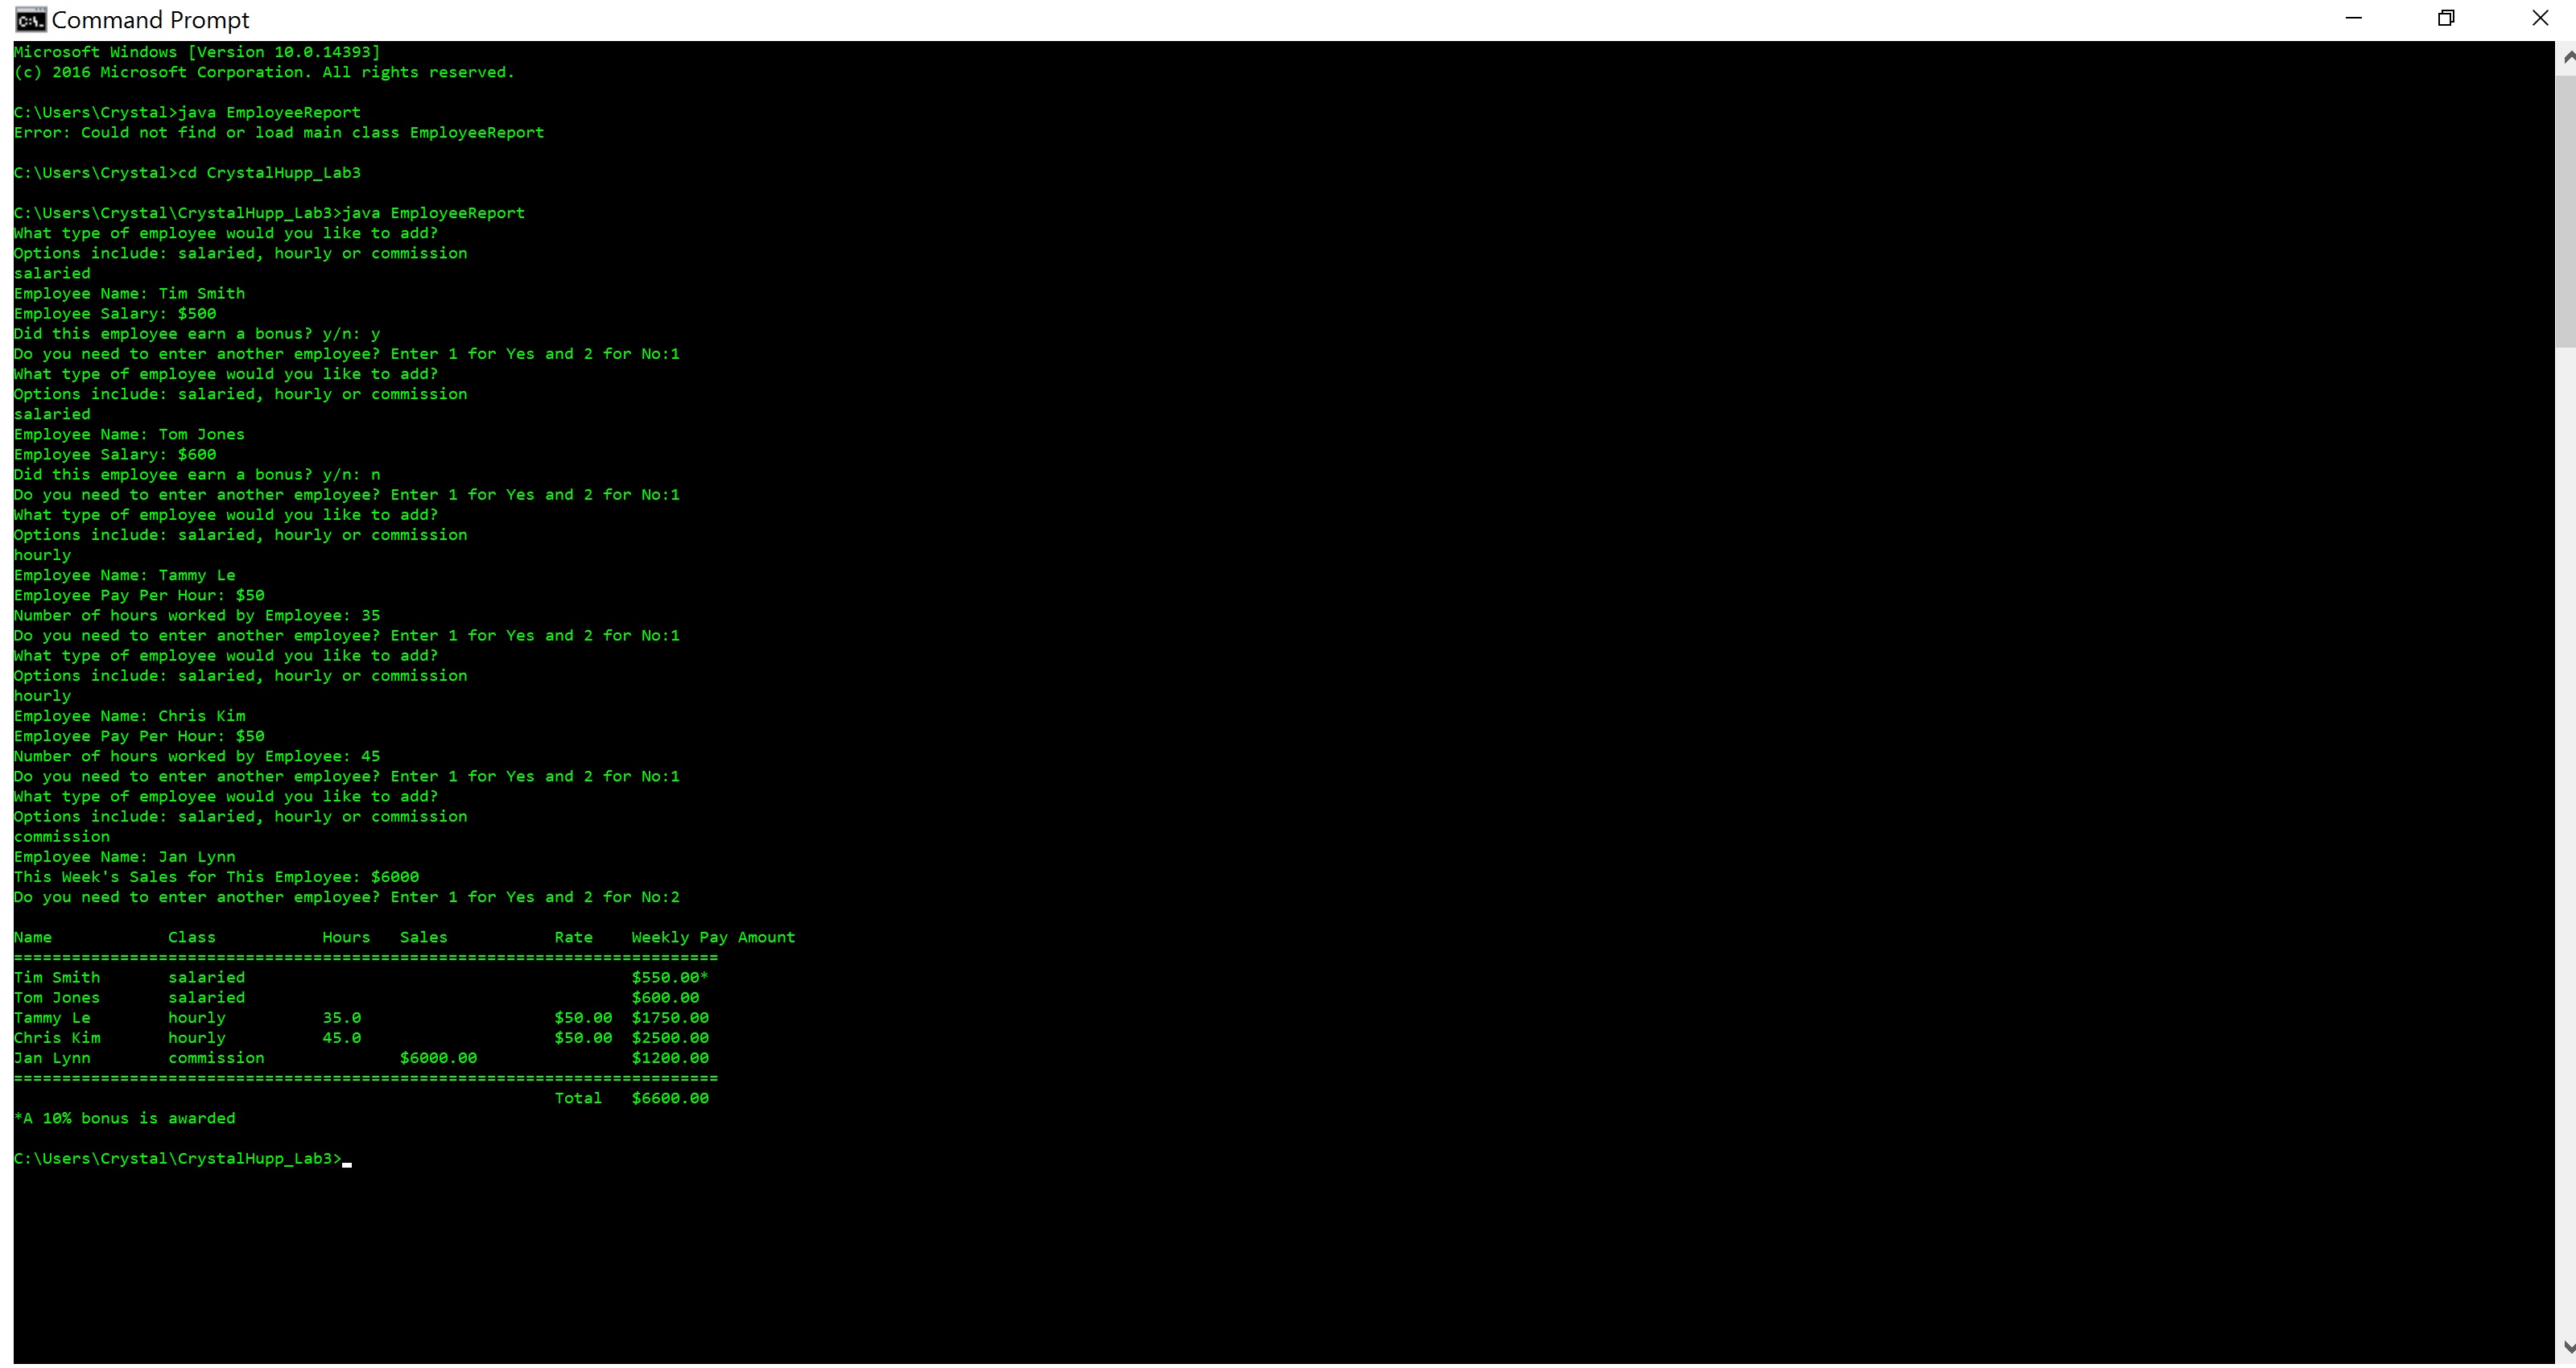 Command Prompt
Microsoft Windows [Version 10.0.14393]
(c) 2016 Microsoft Corporation. All rights reserved.

C:\Users\Crystal>java EmployeeReport
Error: Could not find or load main class EmployeeReport

C:\Users\Crystal>cd CrystalHupp_Lab3

C:\Users\Crystal\CrystalHupp_Lab3>java EmployeeReport
What type of employee would you like to add?
Options include: salaried, hourly or commission
salaried
Employee Name: Tim Smith
Employee Salary: $500
Did this employee earn a bonus? y/n: y
Do you need to enter another employee? Enter 1 for Yes and 2 for No:1
What type of employee would you like to add?
Options include: salaried, hourly or commission
salaried
Employee Name: Tom Jones
Employee Salary: $600
Did this employee earn a bonus? y/n: n
Do you need to enter another employee? Enter 1 for Yes and 2 for No:1
What type of employee would you like to add?
Options include: salaried, hourly or commission
hourly
Employee Name: Tammy Le
Employee Pay Per Hour: $50
Number of hours worked by Employee: 35
Do you need to enter another employee? Enter 1 for Yes and 2 for No:1
What type of employee would you like to add?
Options include: salaried, hourly or commission
hourly
Employee Name: Chris Kim
Employee Pay Per Hour: $50
Number of hours worked by Employee: 45
Do you need to enter another employee? Enter 1 for Yes and 2 for No:1
What type of employee would you like to add?
Options include: salaried, hourly or commission
commission
Employee Name: Jan Lynn
This Week's Sales for This Employee: $6000
Do you need to enter another employee? Enter 1 for Yes and 2 for No:2

Name            Class           Hours   Sales           Rate    Weekly Pay Amount
=========================================================================
Tim Smith       salaried                                        $550.00*
Tom Jones       salaried                                        $600.00
Tammy Le        hourly          35.0                    $50.00  $1750.00
Chris Kim       hourly          45.0                    $50.00  $2500.00
Jan Lynn        commission              $6000.00                $1200.00
=========================================================================
                                                        Total   $6600.00
*A 10% bonus is awarded

C:\Users\Crystal\CrystalHupp_Lab3>